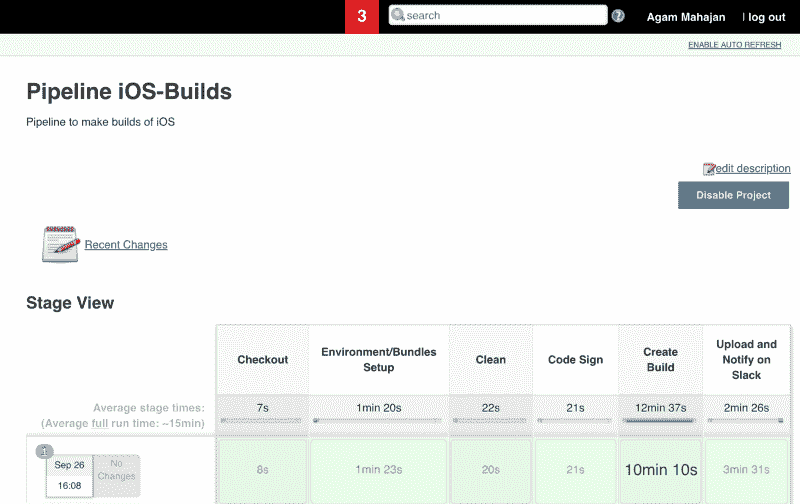 3 search Agam Mahajan | log out
ENABLE AUTO REFRESH
Pipeline iOS-Builds
Pipeline to make builds of iOS
edit description
Disable Project
Recent Changes
Stage View
Checkout
Environment/Bundles
Setup
Clean
Code Sign
Create
Build
Upload and
Notify on
Slack
Average stage times:
(Average full run time: ~15min)
7s 1min 20s 22s 21s 12min 37s 2min 26s
1
Sep 26
16:08
No
Changes
8s 1min 23s 20s 21s 10min 10s 3min 31s